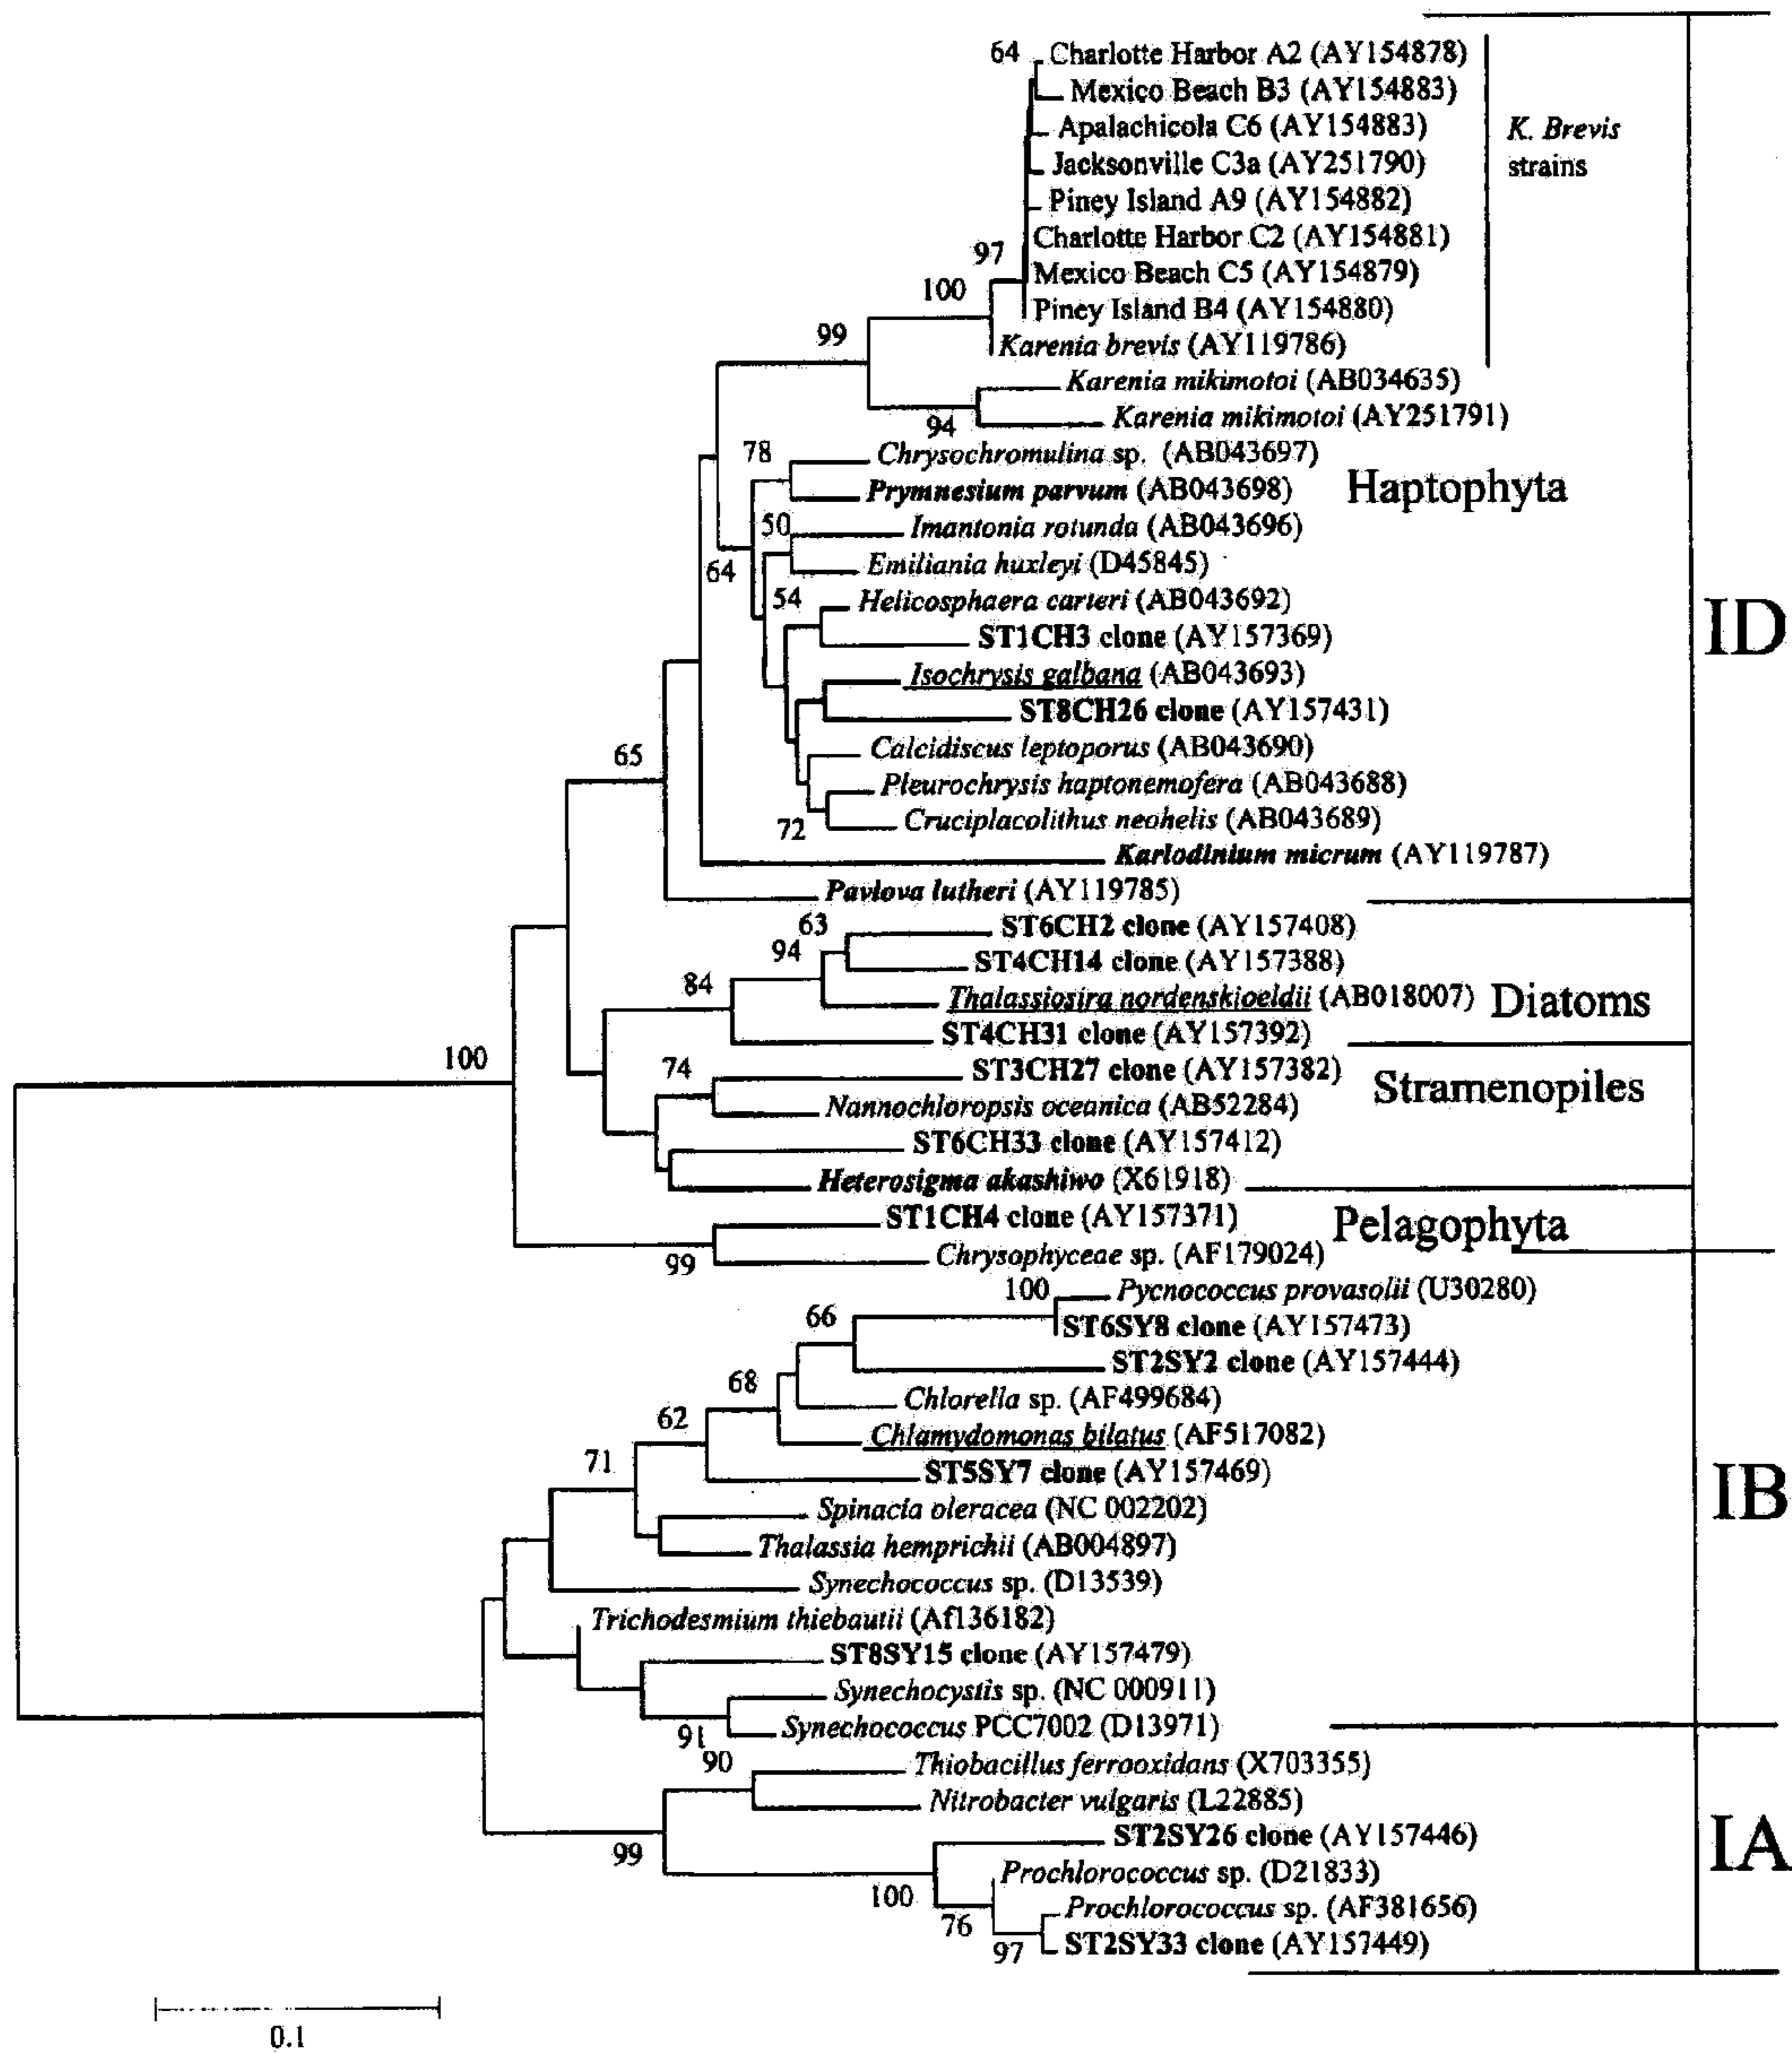 64 Charlotte Harbor A2 (AY154878)
Mexico Beach B3 (AY154883)
Apalachicola C6 (AY154883)
K. Brevis
Jacksonville C3a (AY251790)
strains
Piney Island A9 (AY154882)
Charlotte Harbor C2 (AY154881)
97
Mexico Beach C5 (AY154879)
100
Piney Island B4 (AY154880)
99
Karenia brevis (AY119786)
Karenia mikimotoi (AB034635)
Karenia mikimotoi (AY251791)
94
78
Chrysochromulina sp. (AB043697)
Prymnesium parvum (AB043698)
Haptophyta
50
Imantonia rotunda (AB043696)
Emiliania huxleyi (D45845)
64
54
Helicosphaera carteri (AB043692)
ID
ST1CH3 clone (AY157369)
Isochrysis galbana (AB043693)
ST8CH26 clone (AY157431)
65
Calcidiscus leptoporus (AB043690)
Pleurochrysis haptonemofera (AB043688)
Cruciplacolithus neohelis (AB043689)
72
Karlodinium micrum (AY119787)
Pavlova lutheri (AY119785)
63
ST6CH2 clone (AY157408)
94
ST4CH14 clone (AY157388)
84
Thalassiosira nordenskioeldii (AB018007)
Diatoms
ST4CH31 clone (AY157392)
100
74
ST3CH27 clone (AY157382)
Stramenopiles
Nannochloropsis oceanica (AB52284)
ST6CH33 clone (AY157412)
Heterosigma akashiwo (X61918)
ST1CH4 clone (AY157371)
Pelagophyta
99
Chrysophyceae sp. (AF179024)
100
Pycnococcus provasolii (U30280)
66
ST6SY8 clone (AY157473)
ST2SY2 clone (AY157444)
68
Chlorella sp. (AF499684)
62
Chlamydomonas bilatus (AF517082)
71
ST5SY7 clone (AY157469)
IB
Spinacia oleracea (NC 002202)
Thalassia hemprichii (AB004897)
Synechococcus sp. (D13539)
Trichodesmium thiebautii (Af136182)
ST8SY15 clone (AY157479)
Synechocystis sp. (NC 000911)
Synechococcus PCC7002 (D13971)
91
90
Thiobacillus ferrooxidans (X703355)
Nitrobacter vulgaris (L22885)
ST2SY26 clone (AY157446)
IA
99
Prochlorococcus sp. (D21833)
100
Prochlorococcus sp. (AF381656)
76
ST2SY33 clone (AY157449)
97
0.1